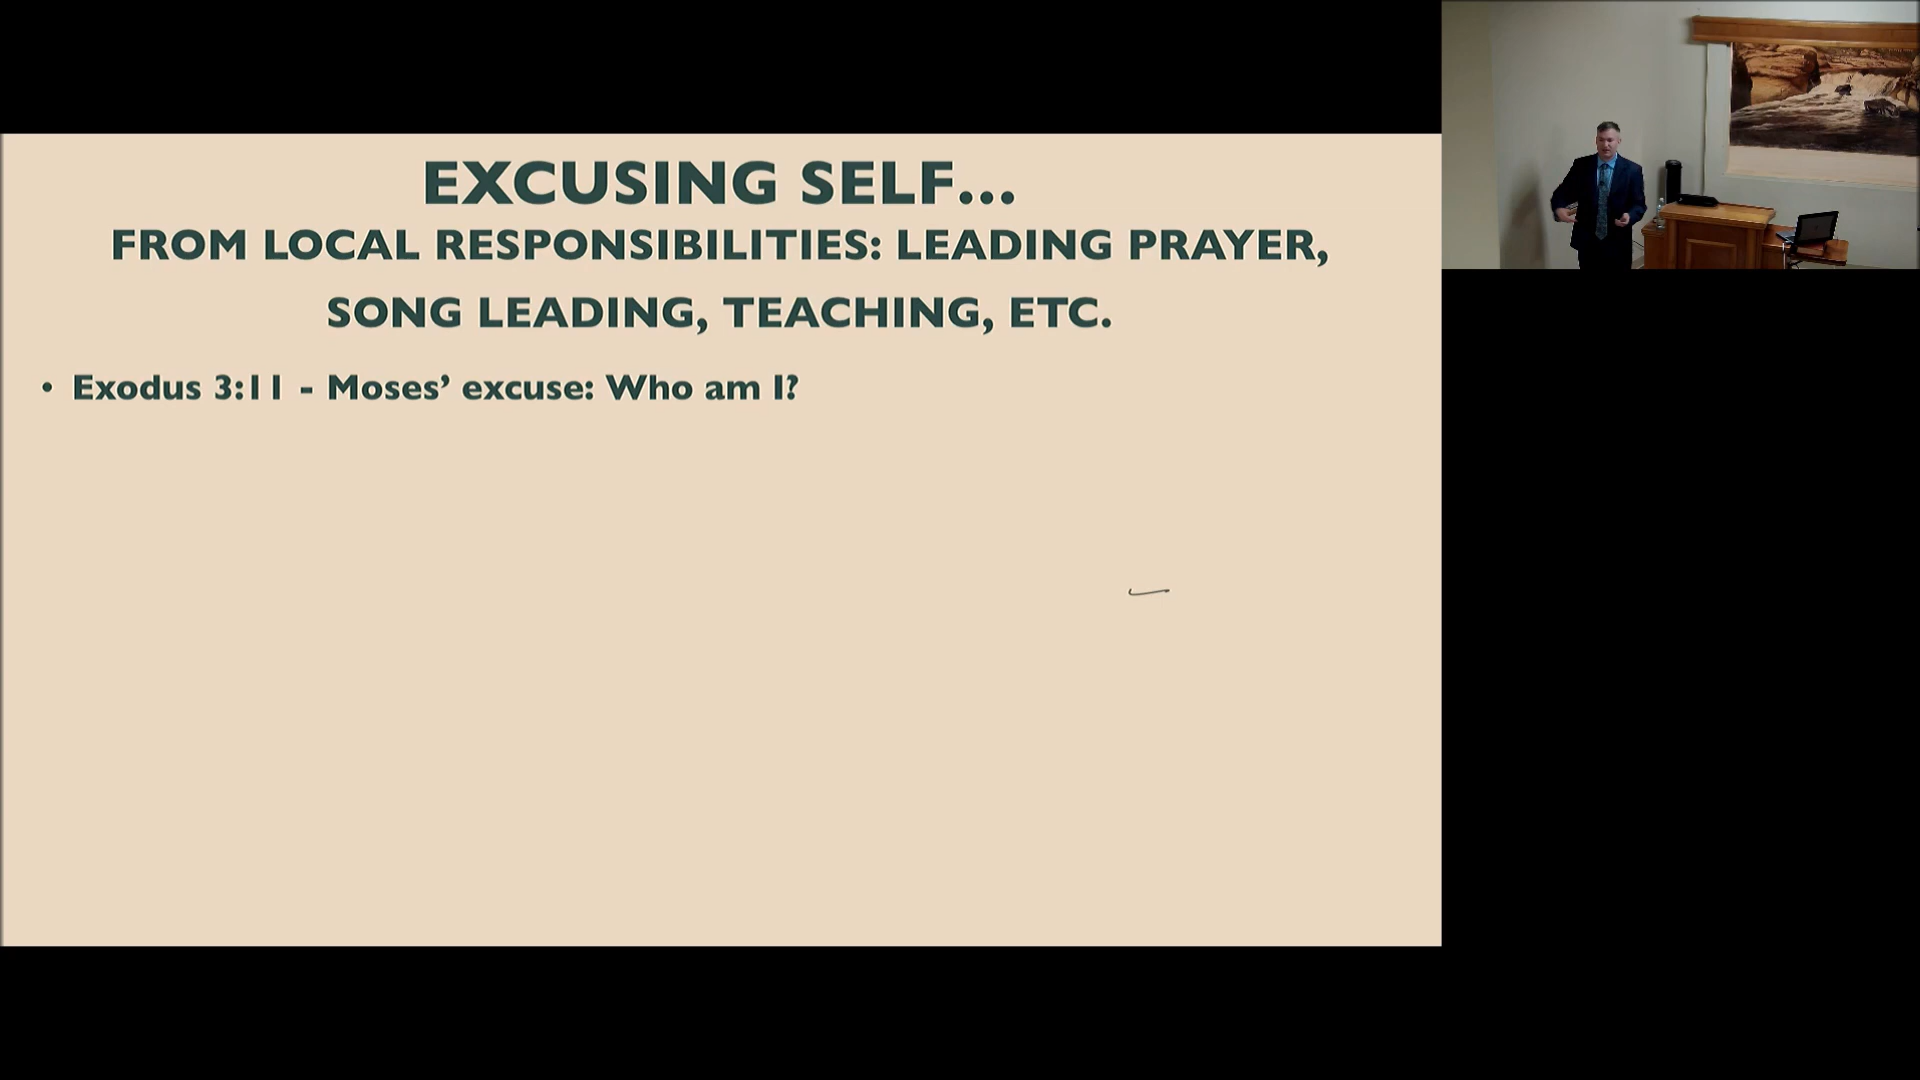 EXCUSING SELF...
FROM LOCAL RESPONSIBILITIES: LEADING PRAYER,
SONG LEADING, TEACHING, ETC.
• Exodus 3:11 - Moses’ excuse: Who am I?